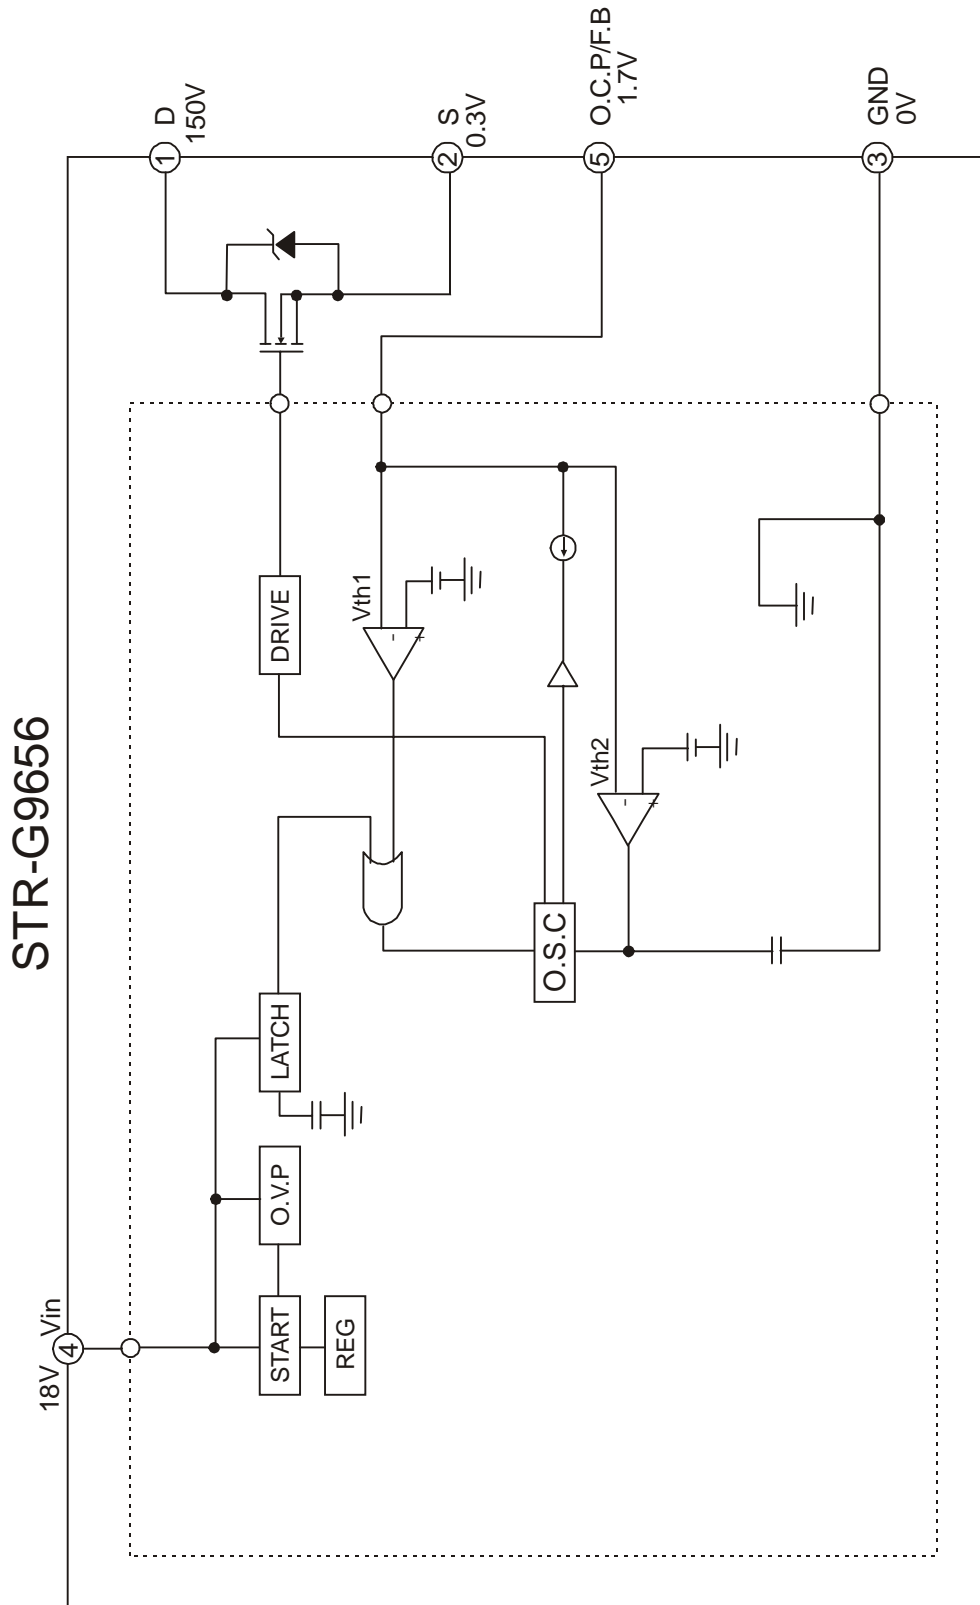 STR-G9656
4
Vin
18V
1
D
150V
2
S
0.3V
5
O.C.P/F.B
1.7V
3
GND
0V
START
REG
O.V.P
LATCH
DRIVE
O.S.C
Vth1
-
+
Vth2
-
+